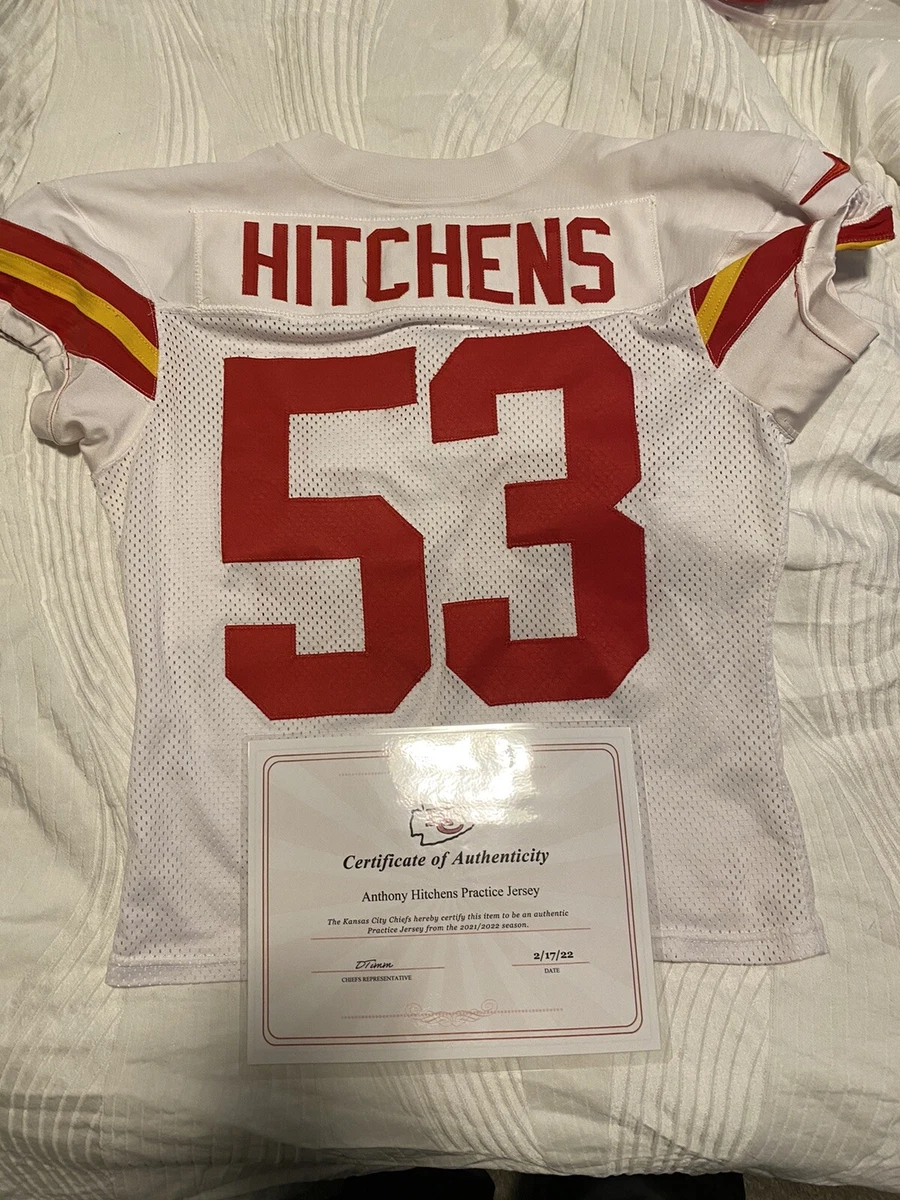 HITCHENS
53
Certificate of Authenticity
Anthony Hitchens Practice Jersey
The Kansas City Chiefs hereby certify this item to be an authentic
Practice Jersey from the 2021/2022 season.
DTimm
2/17/22
CHIEFS REPRESENTATIVE
DATE